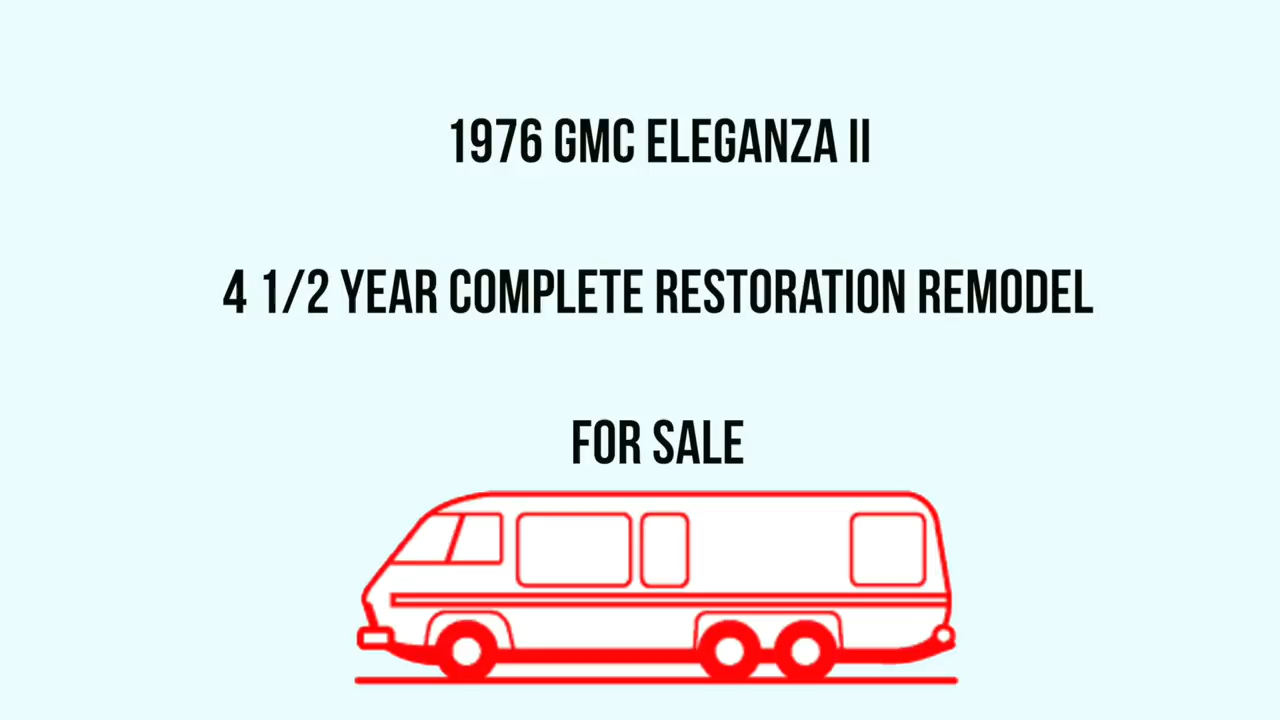 1976 GMC ELEGANZA II
4 1/2 YEAR COMPLETE RESTORATION REMODEL
FOR SALE